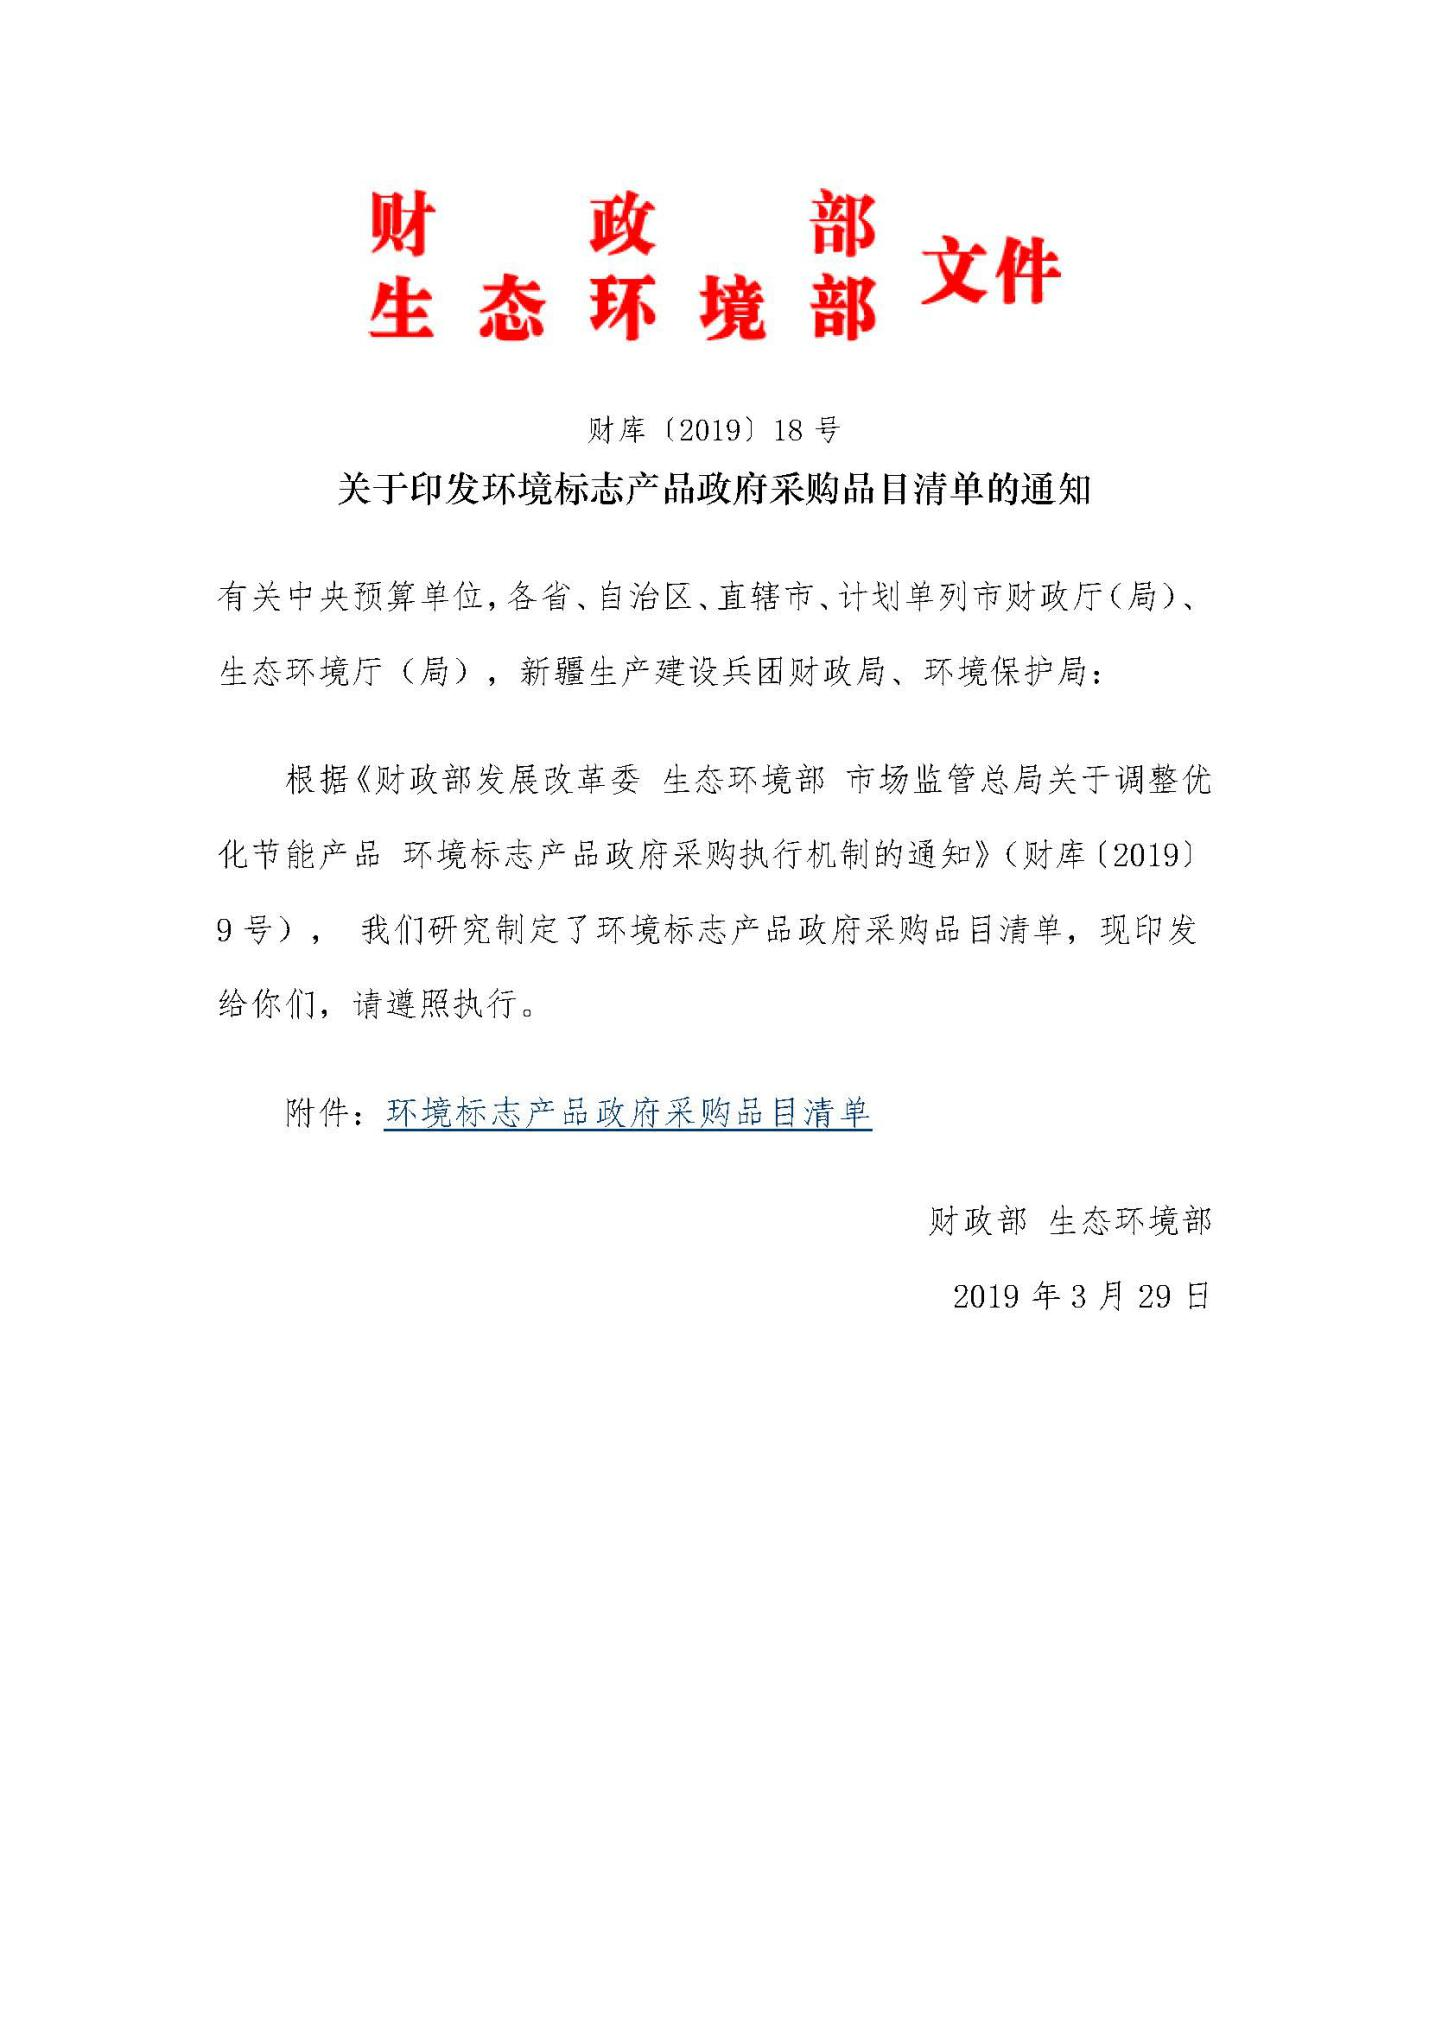 财政部
生态环境部
文件
财库〔2019〕18 号
关于印发环境标志产品政府采购品目清单的通知
有关中央预算单位，各省、自治区、直辖市、计划单列市财政厅（局）、
生态环境厅（局），新疆生产建设兵团财政局、环境保护局：
根据《财政部发展改革委 生态环境部 市场监管总局关于调整优
化节能产品 环境标志产品政府采购执行机制的通知》（财库〔2019〕
9 号）， 我们研究制定了环境标志产品政府采购品目清单，现印发
给你们，请遵照执行。
附件：环境标志产品政府采购品目清单
财政部 生态环境部
2019 年 3 月 29 日